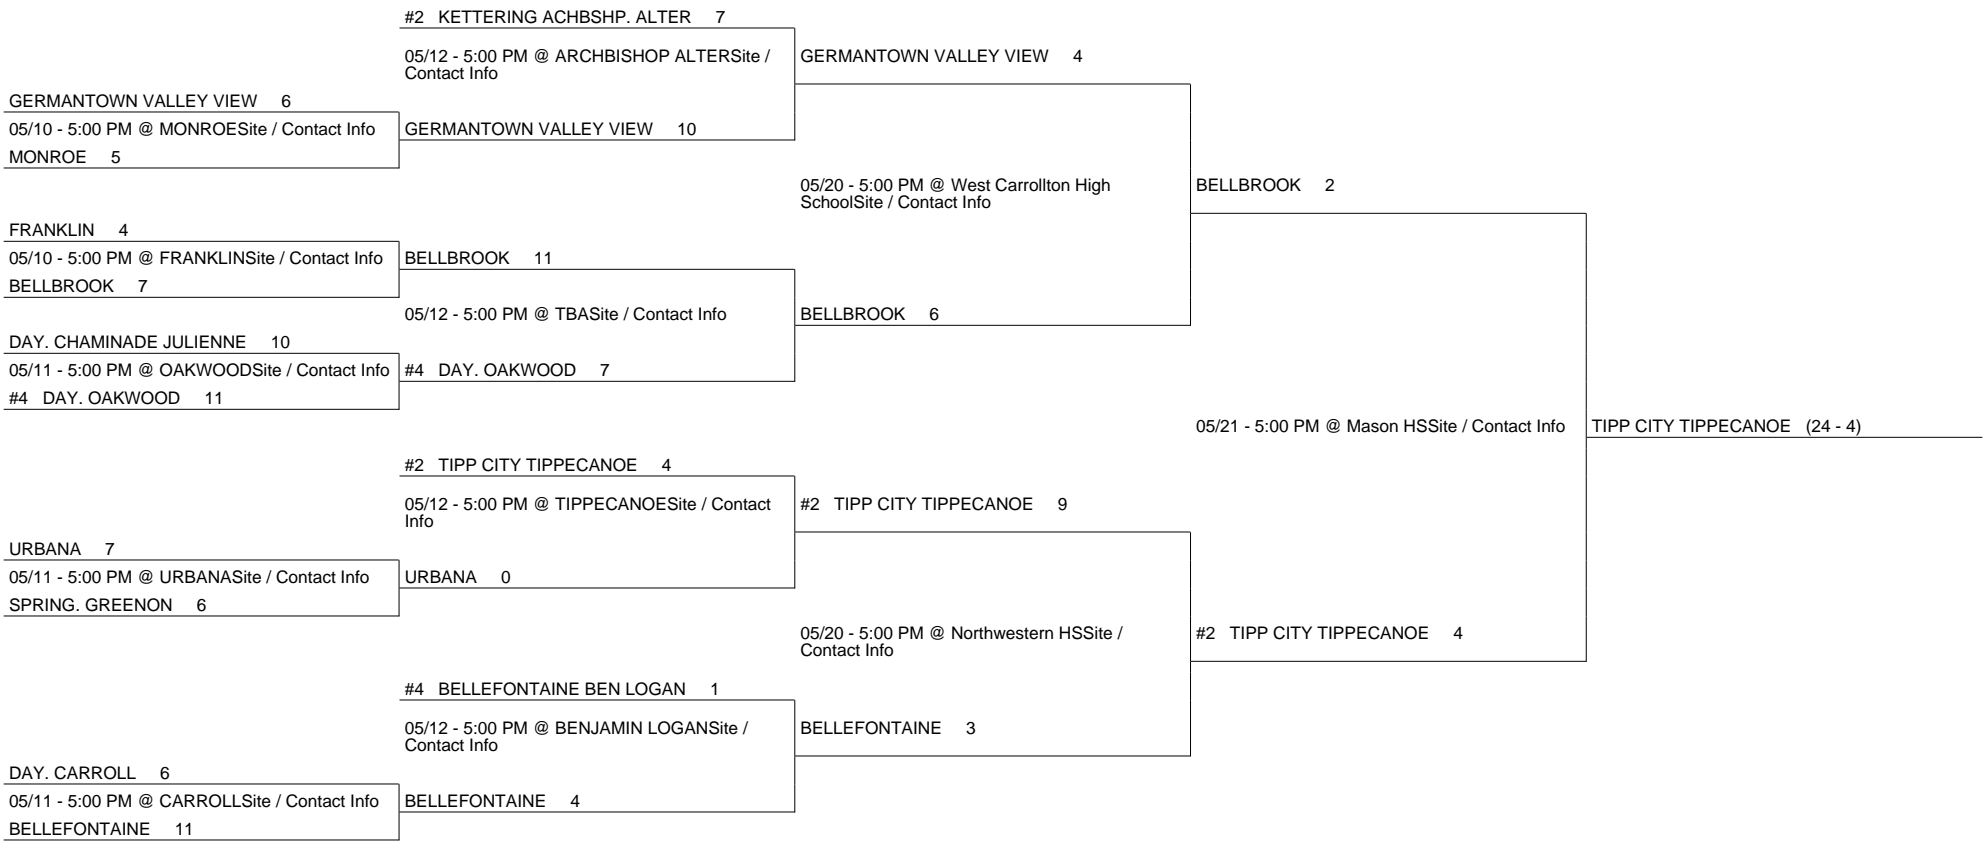 #2 KETTERING ACHBSHP. ALTER 7
05/12 - 5:00 PM @ ARCHBISHOP ALTERSite /
Contact Info
GERMANTOWN VALLEY VIEW 4
GERMANTOWN VALLEY VIEW 6
05/10 - 5:00 PM @ MONROESite / Contact Info
MONROE 5
GERMANTOWN VALLEY VIEW 10
05/20 - 5:00 PM @ West Carrollton High
SchoolSite / Contact Info
BELLBROOK 2
FRANKLIN 4
05/10 - 5:00 PM @ FRANKLINSite / Contact Info
BELLBROOK 7
BELLBROOK 11
05/12 - 5:00 PM @ TBASite / Contact Info
BELLBROOK 6
DAY. CHAMINADE JULIENNE 10
05/11 - 5:00 PM @ OAKWOODSite / Contact Info
#4 DAY. OAKWOOD 11
#4 DAY. OAKWOOD 7
05/21 - 5:00 PM @ Mason HSSite / Contact Info
TIPP CITY TIPPECANOE (24 - 4)
#2 TIPP CITY TIPPECANOE 4
05/12 - 5:00 PM @ TIPPECANOESite / Contact
Info
#2 TIPP CITY TIPPECANOE 9
URBANA 7
05/11 - 5:00 PM @ URBANASite / Contact Info
SPRING. GREENON 6
URBANA 0
05/20 - 5:00 PM @ Northwestern HSSite /
Contact Info
#2 TIPP CITY TIPPECANOE 4
#4 BELLEFONTAINE BEN LOGAN 1
05/12 - 5:00 PM @ BENJAMIN LOGANSite /
Contact Info
BELLEFONTAINE 3
DAY. CARROLL 6
05/11 - 5:00 PM @ CARROLLSite / Contact Info
BELLEFONTAINE 11
BELLEFONTAINE 4